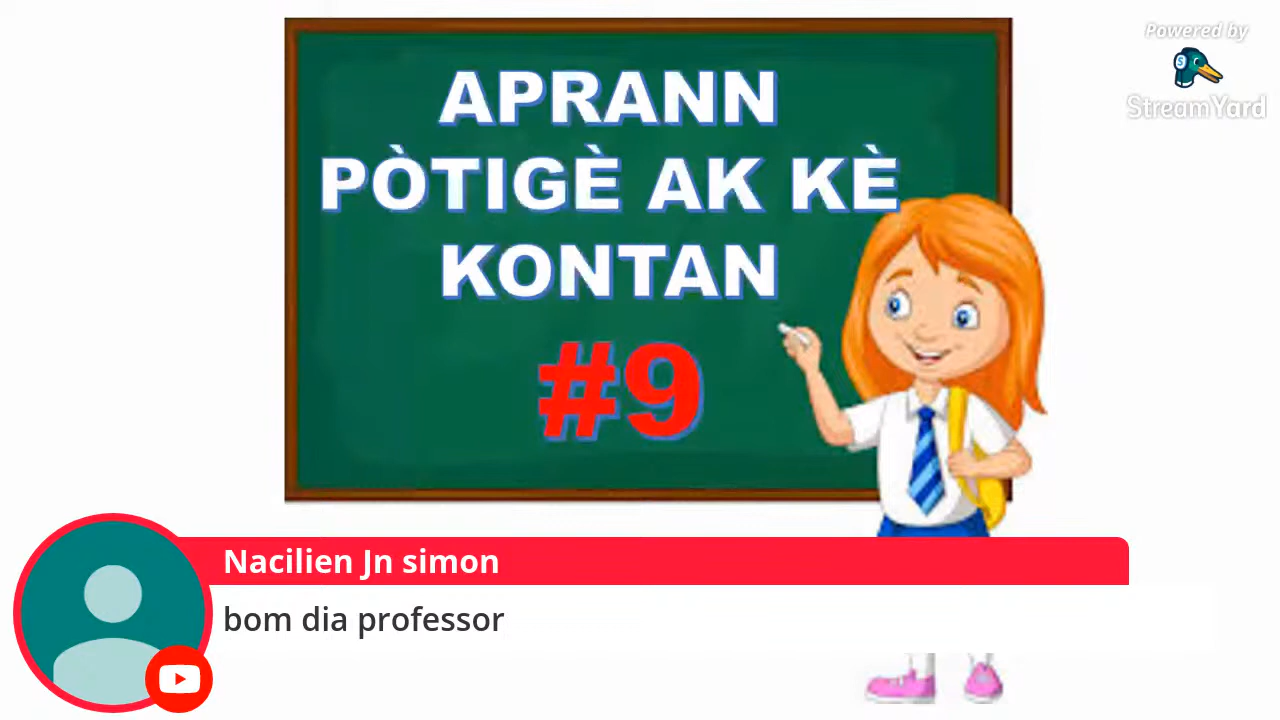 Powered by
StreamYard
APRANN
PÒTIGÈ AK KÈ
KONTAN
#9
Nacilien Jn simon
bom dia professor